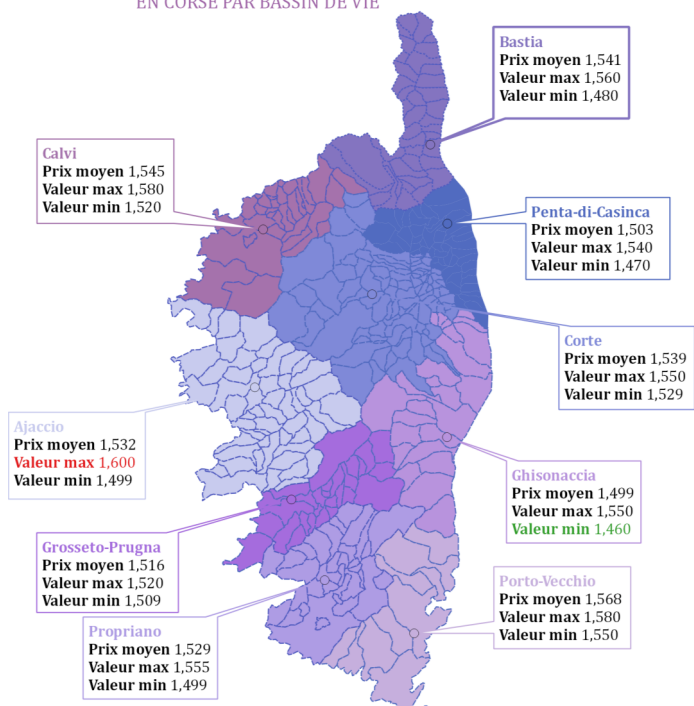 EN CORSE PAR BASSIN DE VIE
Bastia
Prix moyen 1,541
Valeur max 1,560
Valeur min 1,480
Calvi
Prix moyen 1,545
Valeur max 1,580
Valeur min 1,520
Penta-di-Casinca
Prix moyen 1,503
Valeur max 1,540
Valeur min 1,470
Corte
Prix moyen 1,539
Valeur max 1,550
Valeur min 1,529
Ajaccio
Prix moyen 1,532
Valeur max 1,600
Valeur min 1,499
Ghisonaccia
Prix moyen 1,499
Valeur max 1,550
Valeur min 1,460
Grosseto-Prugna
Prix moyen 1,516
Valeur max 1,520
Valeur min 1,509
Porto-Vecchio
Prix moyen 1,568
Valeur max 1,580
Valeur min 1,550
Propriano
Prix moyen 1,529
Valeur max 1,555
Valeur min 1,499